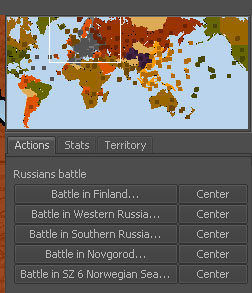 Actions Stats Territory
Russians battle
Battle in Finland... Center
Battle in Western Russia... Center
Battle in Southern Russia... Center
Battle in Novgorod... Center
Battle in SZ 6 Norwegian Sea... Center